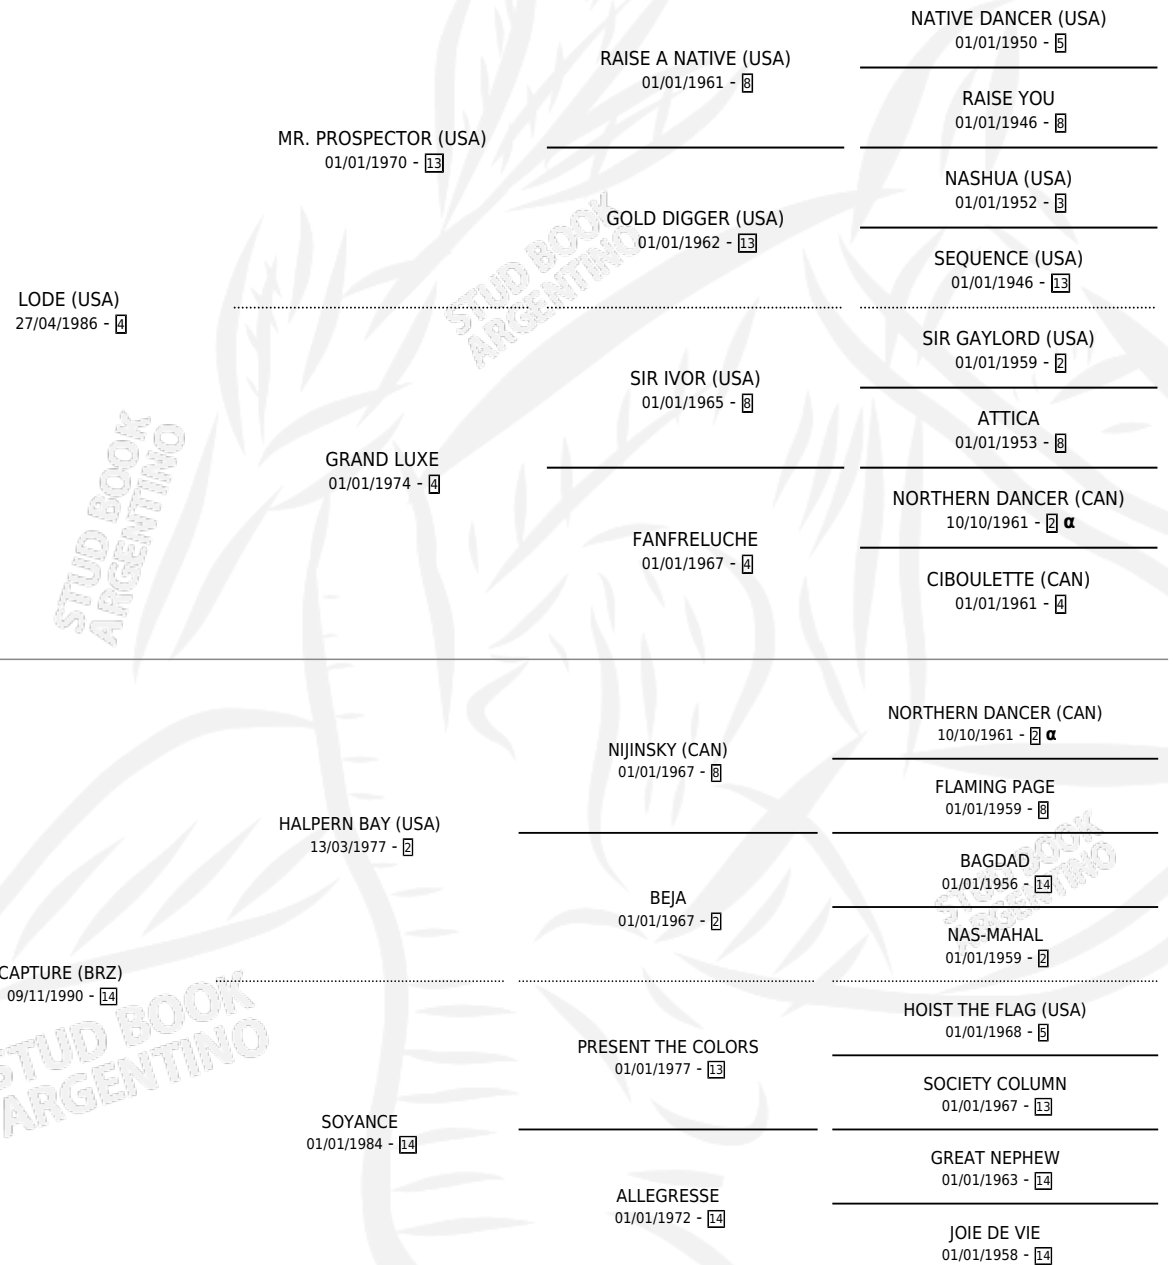 NATIVE DANCER (USA)
01/01/1950 - 5
RAISE A NATIVE (USA)
01/01/1961 - 8
RAISE YOU
01/01/1946 - 8
MR. PROSPECTOR (USA)
01/01/1970 - 13
NASHUA (USA)
01/01/1952 - 3
GOLD DIGGER (USA)
01/01/1962 - 13
SEQUENCE (USA)
01/01/1946 - 13
LODE (USA)
27/04/1986 - 4
SIR GAYLORD (USA)
01/01/1959 - 2
SIR IVOR (USA)
01/01/1965 - 8
ATTICA
01/01/1953 - 8
GRAND LUXE
01/01/1974 - 4
NORTHERN DANCER (CAN)
10/10/1961 - 2 α
FANFRELUCHE
01/01/1967 - 4
CIBOULETTE (CAN)
01/01/1961 - 4
NORTHERN DANCER (CAN)
10/10/1961 - 2 α
NIJINSKY (CAN)
01/01/1967 - 8
FLAMING PAGE
01/01/1959 - 8
HALPERN BAY (USA)
13/03/1977 - 2
BAGDAD
01/01/1956 - 14
BEJA
01/01/1967 - 2
NAS-MAHAL
01/01/1959 - 2
CAPTURE (BRZ)
09/11/1990 - 14
HOIST THE FLAG (USA)
01/01/1968 - 5
PRESENT THE COLORS
01/01/1977 - 13
SOCIETY COLUMN
01/01/1967 - 13
SOYANCE
01/01/1984 - 14
GREAT NEPHEW
01/01/1963 - 14
ALLEGRESSE
01/01/1972 - 14
JOIE DE VIE
01/01/1958 - 14
STUD BOOK
ARGENTINO
STUD BOOK
ARGENTINO
STUD BOOK
ARGENTINO
STUD BOOK
ARGENTINO